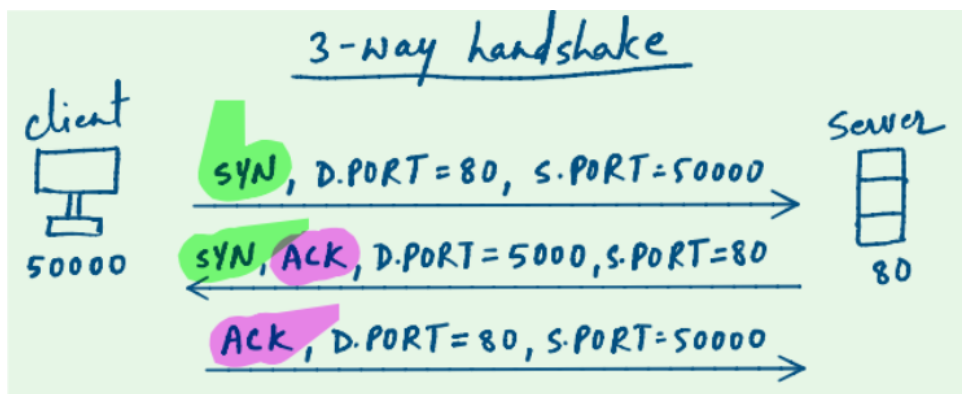 3-way handshake
client
Server
SYN, D.PORT=80, S.PORT=50000
SYN, ACK, D.PORT=5000, S.PORT=80
50000
80
ACK, D.PORT=80, S.PORT=50000